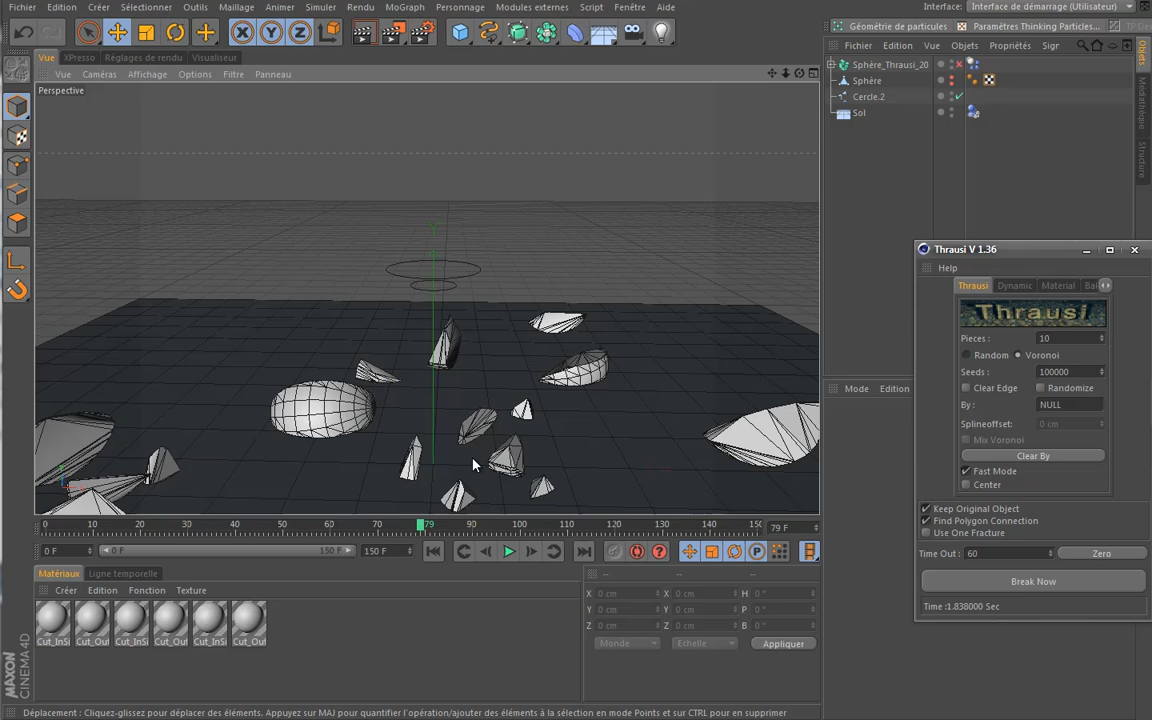 Fichier Edition Créer Sélectionner Outils Maillage Animer Simuler Rendu MoGraph Personnage Modules externes Script Fenêtre Aide Interface: Interface de démarrage (Utilisateur)
Géométrie de particules Paramètres Thinking Particles...
Fichier Edition Vue Objets Propriétés Sigr
Vue XPresso Réglages de rendu Visualiseur
Vue Caméras Affichage Options Filtre Panneau
Perspective
Sphère_Thrausi_20
Sphère
Cercle.2
Sol
Objets
Médiathèque
Structure
Thrausi V 1.36
Help
Thrausi Dynamic Material Bal
Thrausi
Pieces: 10
Random Voronoi
Seeds: 100000
Clear Edge Randomize
By: NULL
Splineoffset: 0 cm
Mix Voronoi
Clear By
Fast Mode
Center
Keep Original Object
Find Polygon Connection
Use One Fracture
Time Out : 60 Zero
Break Now
Time :1.838000 Sec
Mode Edition
Y
0 10 20 30 40 50 60 70 79 90 100 110 120 130 140 150 79 F
0 F 0 F 150 F 150 F
Matériaux Ligne temporelle
Créer Edition Fonction Texture
Cut_InSi Cut_Out Cut_InSi Cut_Out Cut_InSi Cut_Out
-- -- --
X 0 cm X 0 cm H 0 °
Y 0 cm Y 0 cm P 0 °
Z 0 cm Z 0 cm B 0 °
Monde Echelle Appliquer
MAXON
CINEMA 4D
Déplacement : Cliquez-glissez pour déplacer des éléments. Appuyez sur MAJ pour quantifier l'opération/ajouter des éléments à la sélection en mode Points et sur CTRL pour en supprimer